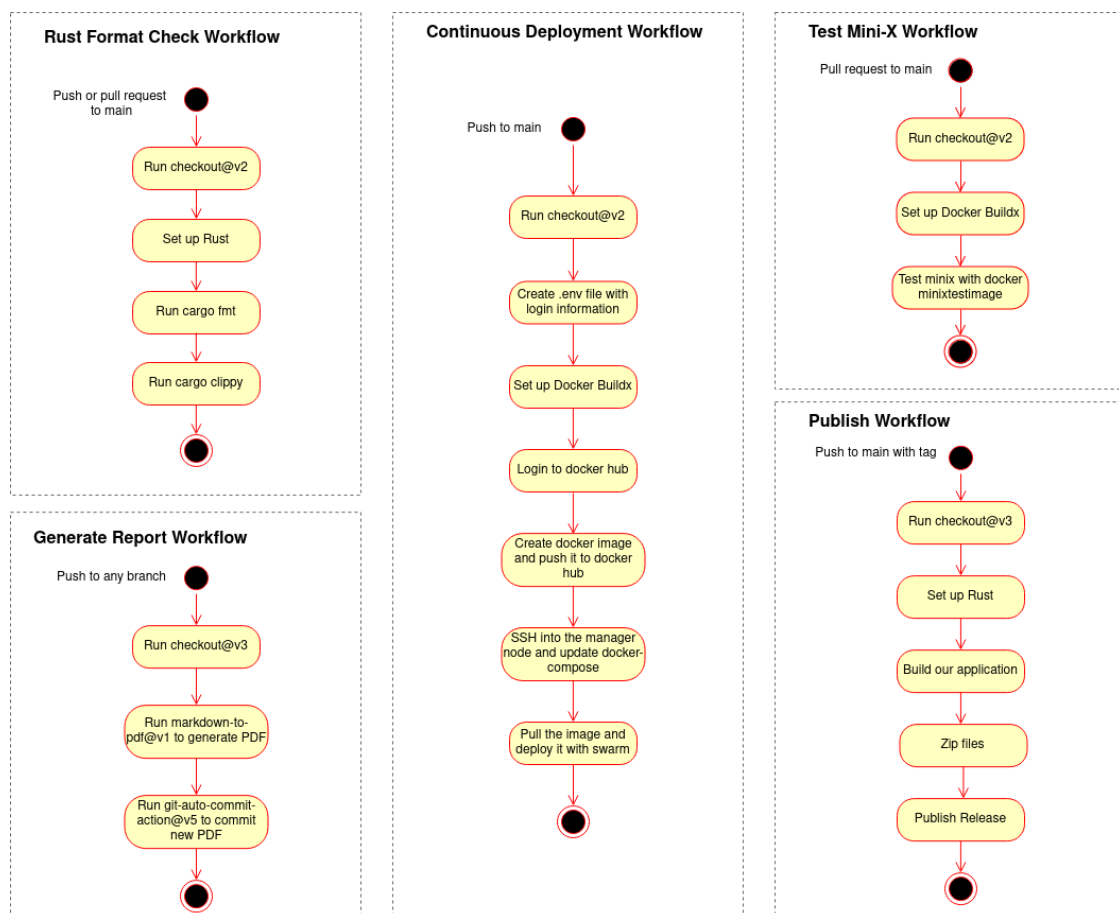 Rust Format Check Workflow
Push or pull request
to main
Run checkout@v2
Set up Rust
Run cargo fmt
Run cargo clippy
Generate Report Workflow
Push to any branch
Run checkout@v3
Run markdown-to-
pdf@v1 to generate PDF
Run git-auto-commit-
action@v5 to commit
new PDF
Continuous Deployment Workflow
Push to main
Run checkout@v2
Create .env file with
login information
Set up Docker Buildx
Login to docker hub
Create docker image
and push it to docker
hub
SSH into the manager
node and update docker-
compose
Pull the image and
deploy it with swarm
Test Mini-X Workflow
Pull request to main
Run checkout@v2
Set up Docker Buildx
Test minix with docker
minixtestimage
Publish Workflow
Push to main with tag
Run checkout@v3
Set up Rust
Build our application
Zip files
Publish Release